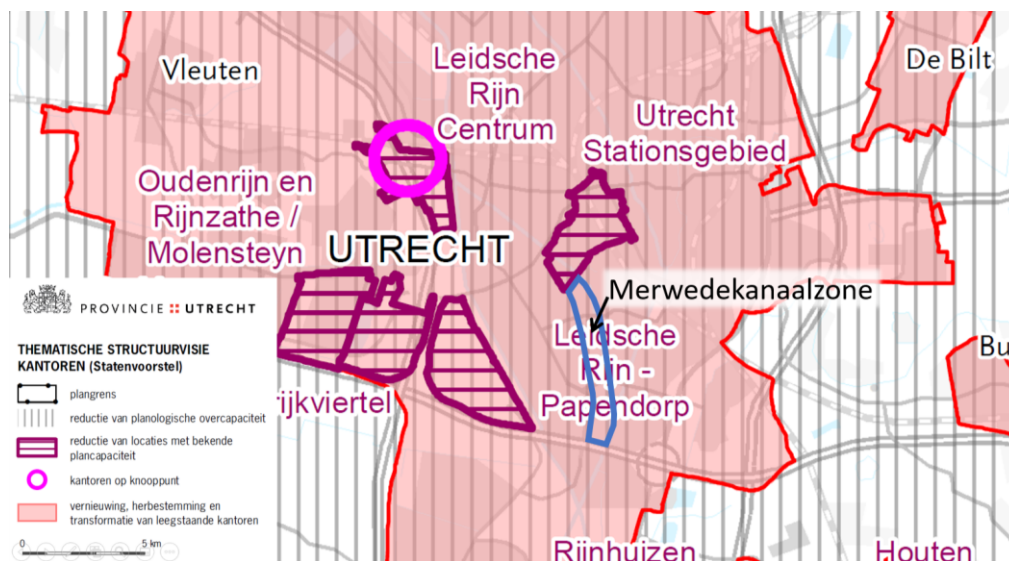 Vleuten
Leidsche
Rijn
Centrum
De Bilt
Utrecht
Stationsgebied
Oudenrijn en
Rijnzathe /
Molensteyn
UTRECHT
Merwedekanaalzone
Leidsche
Rijn -
Papendorp
Bu
rijkviertel
Rijnhuizen
Houten
PROVINCIE UTRECHT
THEMATISCHE STRUCTUURVISIE
KANTOREN (Statenvoorstel)
plangrens
reductie van planologische overcapaciteit
reductie van locaties met bekende
plancapaciteit
kantoren op knooppunt
vernieuwing, herbestemming en
transformatie van leegstaande kantoren
0 5 km